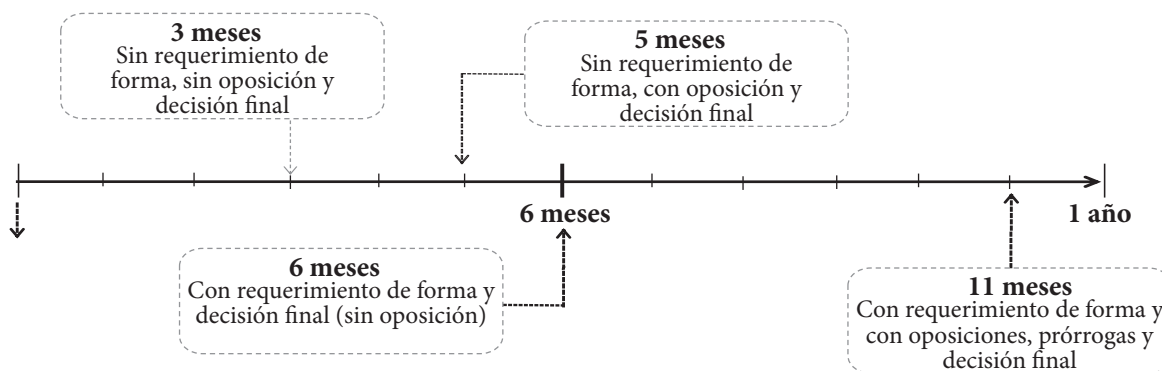 3 meses
Sin requerimiento de
forma, sin oposición y
decisión final
5 meses
Sin requerimiento de
forma, con oposición y
decisión final
6 meses
1 año
6 meses
Con requerimiento de forma y
decisión final (sin oposición)
11 meses
Con requerimiento de forma y
con oposiciones, prórrogas y
decisión final